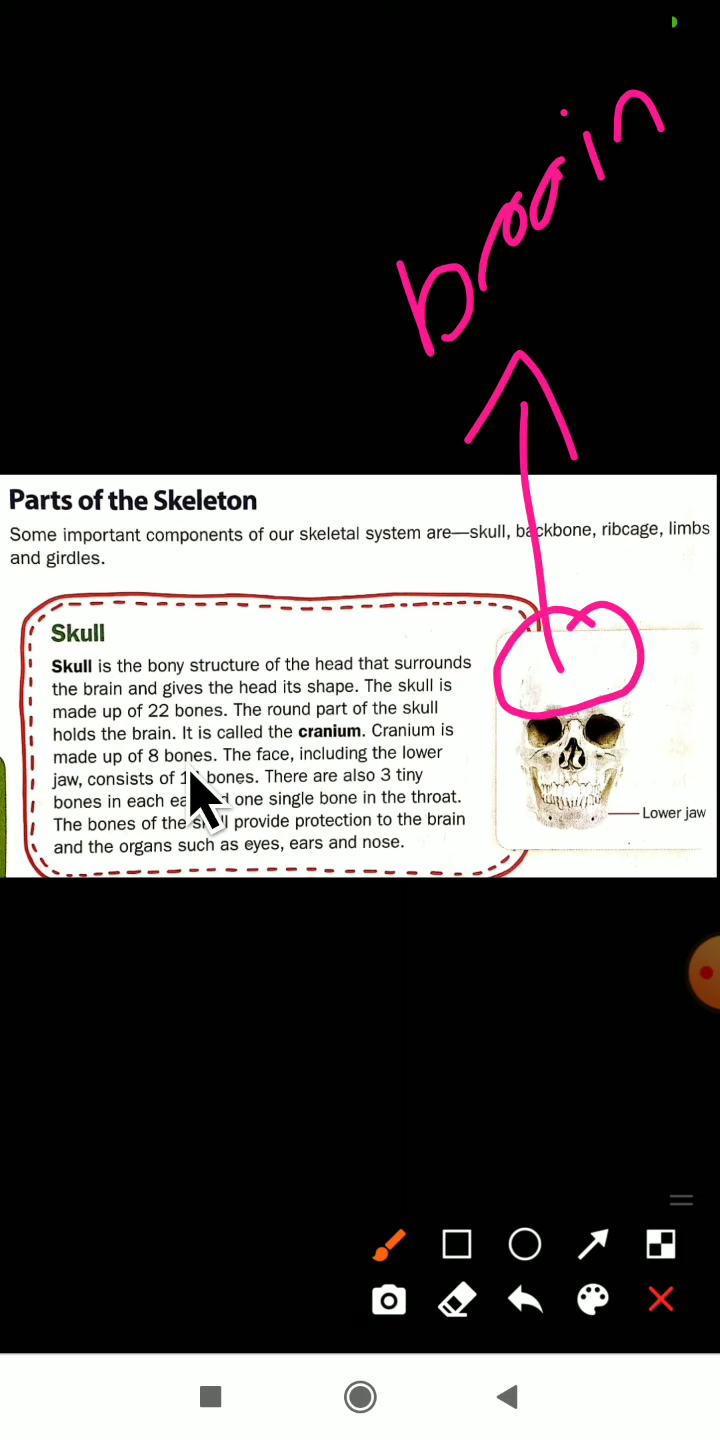 brain
Parts of the Skeleton
Some important components of our skeletal system are—skull, backbone, ribcage, limbs
and girdles.
Skull
Skull is the bony structure of the head that surrounds
the brain and gives the head its shape. The skull is
made up of 22 bones. The round part of the skull
holds the brain. It is called the cranium. Cranium is
made up of 8 bones. The face, including the lower
jaw, consists of bones. There are also 3 tiny
bones in each one single bone in the throat.
The bones of the skull provide protection to the brain
and the organs such as eyes, ears and nose.
Lower jaw